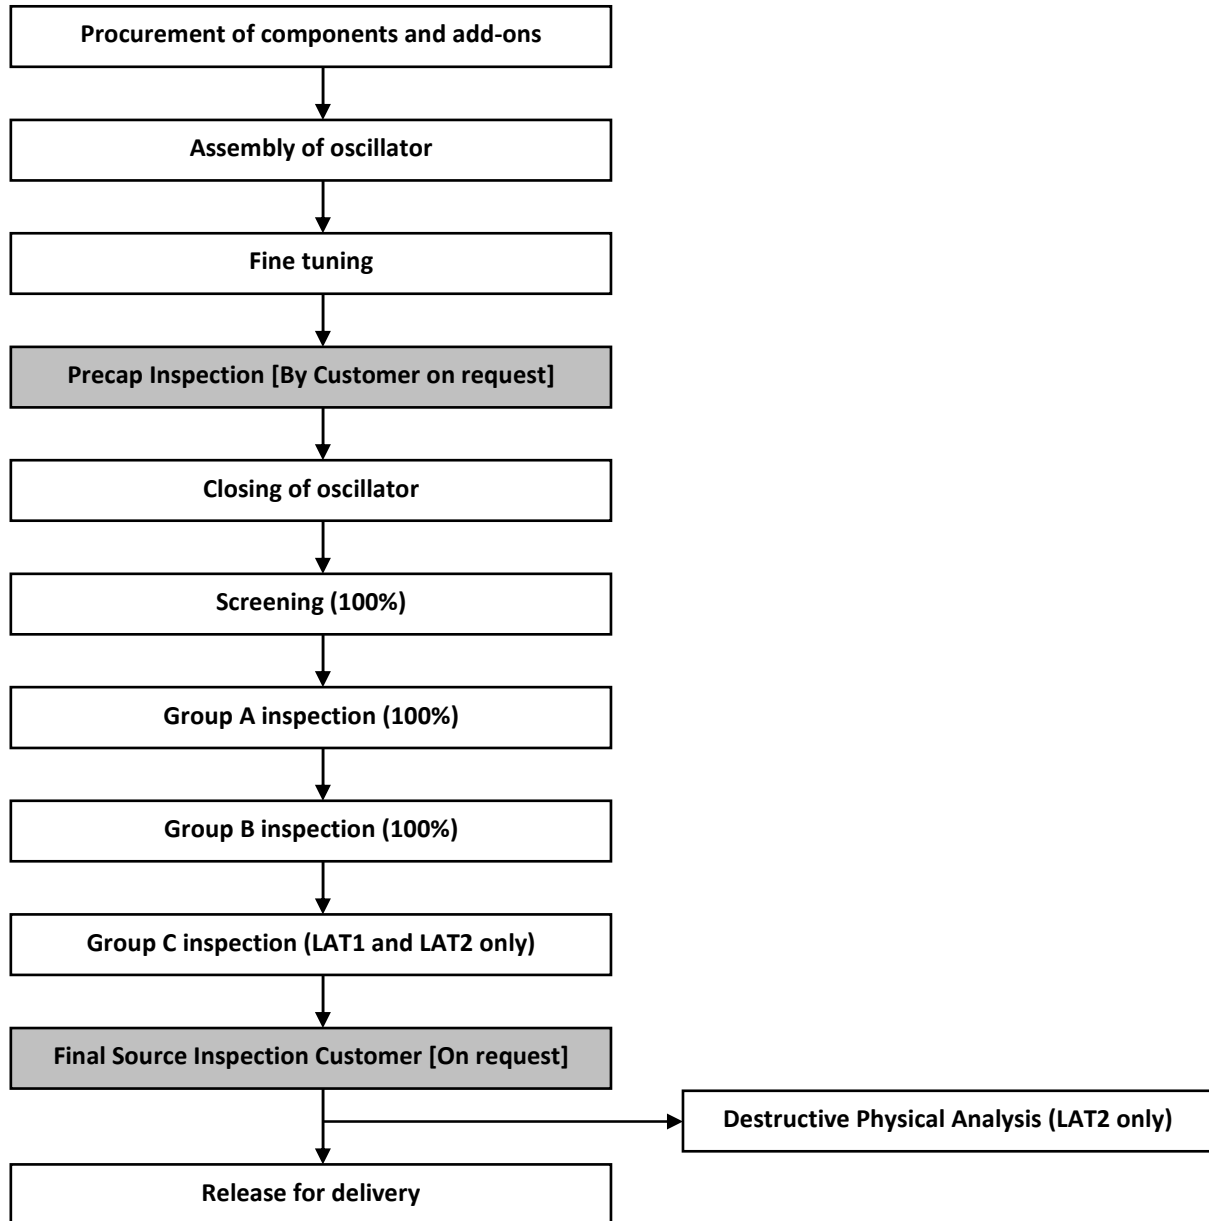 Procurement of components and add-ons
Assembly of oscillator
Fine tuning
Precap Inspection [By Customer on request]
Closing of oscillator
Screening (100%)
Group A inspection (100%)
Group B inspection (100%)
Group C inspection (LAT1 and LAT2 only)
Final Source Inspection Customer [On request]
Destructive Physical Analysis (LAT2 only)
Release for delivery